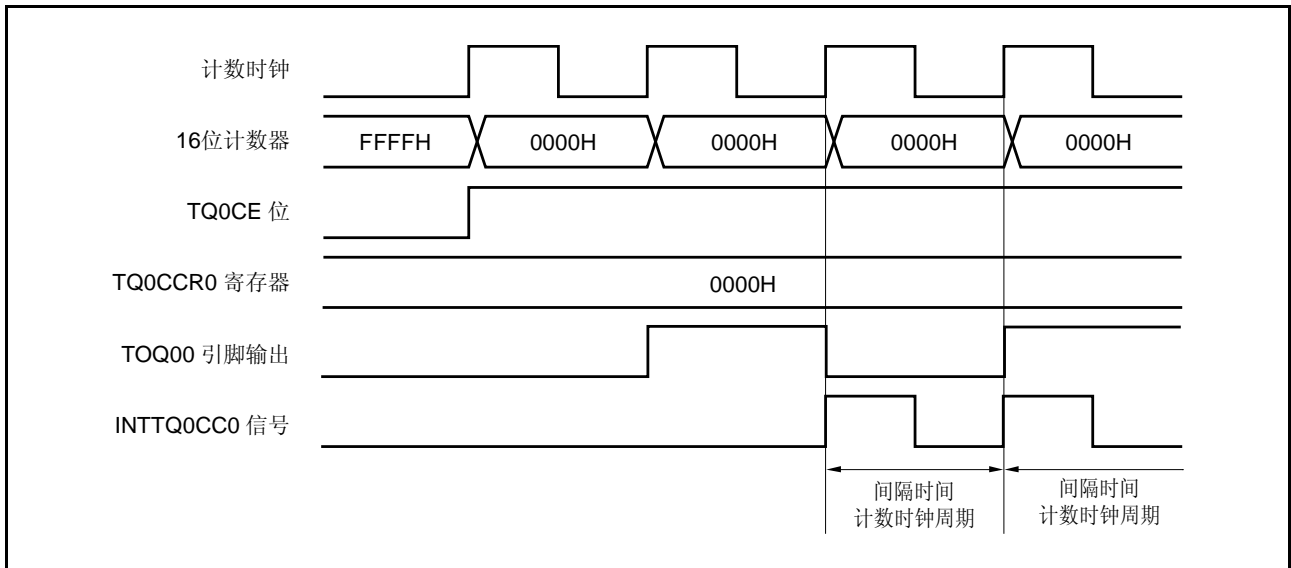 计数时钟
16位计数器
FFFFH 0000H 0000H 0000H 0000H
TQ0CE 位
TQ0CCR0 寄存器
0000H
TOQ00 引脚输出
INTTQ0CC0 信号
间隔时间
计数时钟周期
间隔时间
计数时钟周期